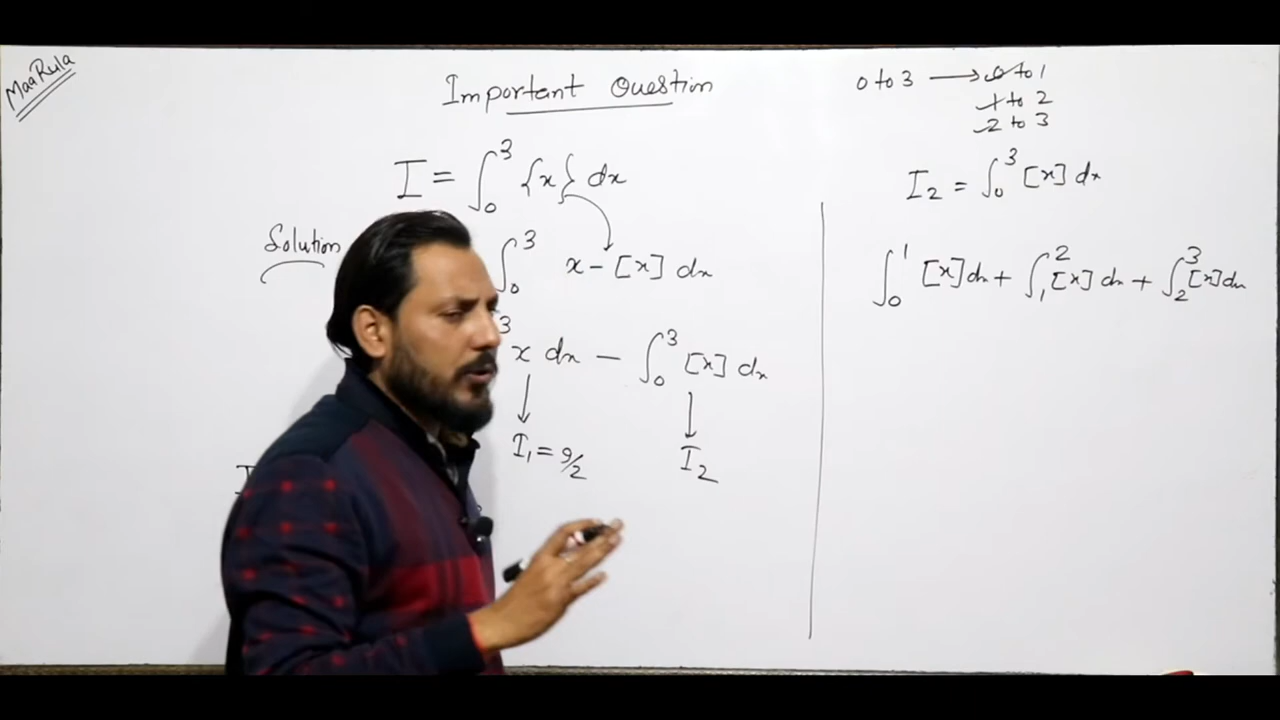 MaaRula
Important Question
I = ∫₀³ {x} dx
Solution
∫₀³ x - [x] dx
3 x dx - ∫₀³ [x] dx
I₁ = 9/2
I₂
0 to 3 → 0 to 1
1 to 2
2 to 3
I₂ = ∫₀³ [x] dx
∫₀¹ [x] dx + ∫₁² [x] dx + ∫₂³ [x] dx